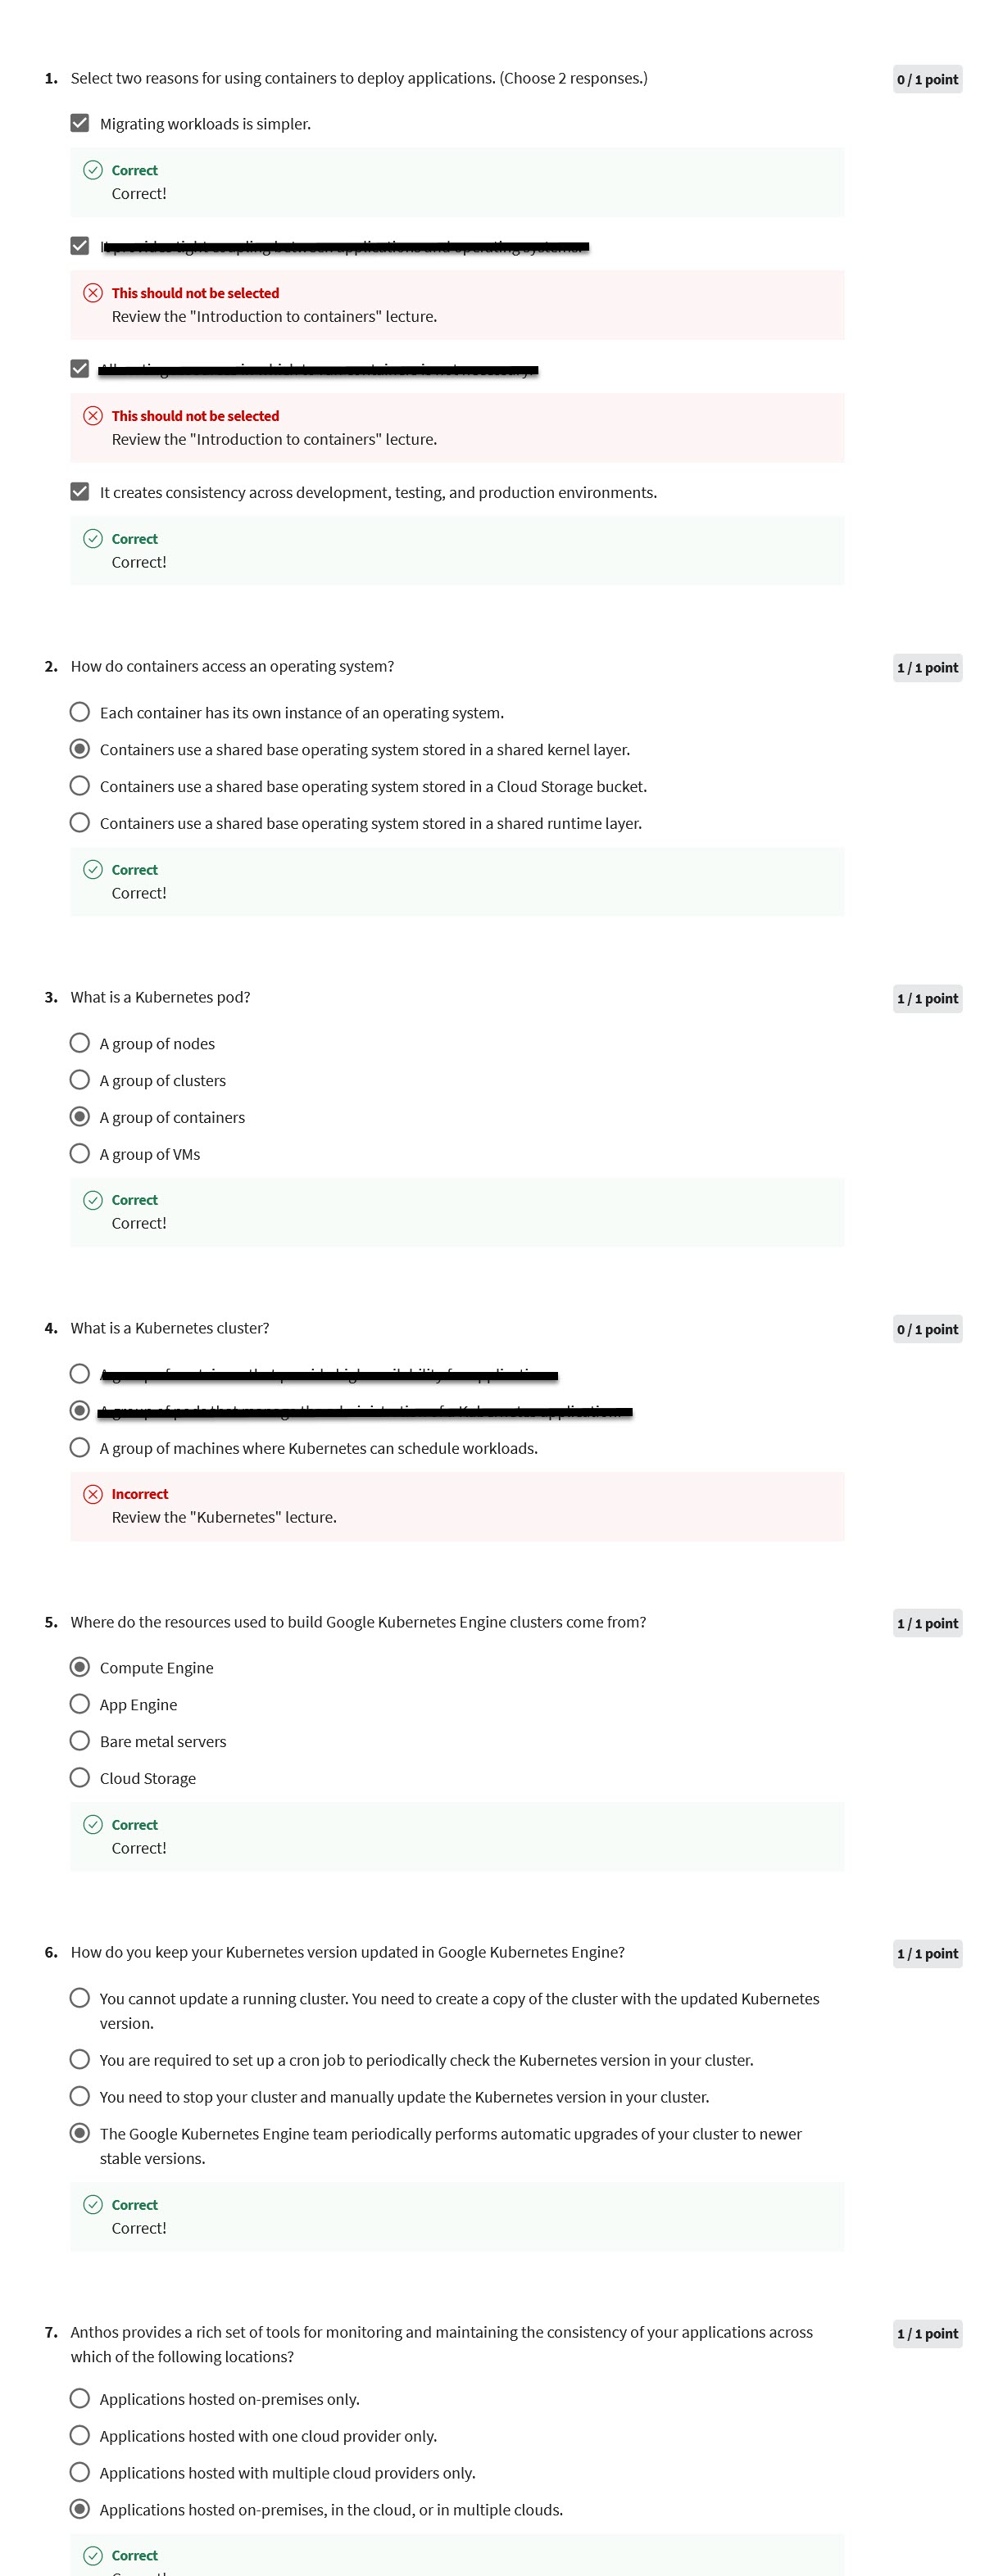 1. Select two reasons for using containers to deploy applications. (Choose 2 responses.)
0 / 1 point
Migrating workloads is simpler.
Correct
Correct!
This should not be selected
Review the "Introduction to containers" lecture.
This should not be selected
Review the "Introduction to containers" lecture.
It creates consistency across development, testing, and production environments.
Correct
Correct!
2. How do containers access an operating system?
1 / 1 point
Each container has its own instance of an operating system.
Containers use a shared base operating system stored in a shared kernel layer.
Containers use a shared base operating system stored in a Cloud Storage bucket.
Containers use a shared base operating system stored in a shared runtime layer.
Correct
Correct!
3. What is a Kubernetes pod?
1 / 1 point
A group of nodes
A group of clusters
A group of containers
A group of VMs
Correct
Correct!
4. What is a Kubernetes cluster?
0 / 1 point
A group of machines where Kubernetes can schedule workloads.
Incorrect
Review the "Kubernetes" lecture.
5. Where do the resources used to build Google Kubernetes Engine clusters come from?
1 / 1 point
Compute Engine
App Engine
Bare metal servers
Cloud Storage
Correct
Correct!
6. How do you keep your Kubernetes version updated in Google Kubernetes Engine?
1 / 1 point
You cannot update a running cluster. You need to create a copy of the cluster with the updated Kubernetes
version.
You are required to set up a cron job to periodically check the Kubernetes version in your cluster.
You need to stop your cluster and manually update the Kubernetes version in your cluster.
The Google Kubernetes Engine team periodically performs automatic upgrades of your cluster to newer
stable versions.
Correct
Correct!
7. Anthos provides a rich set of tools for monitoring and maintaining the consistency of your applications across
which of the following locations?
1 / 1 point
Applications hosted on-premises only.
Applications hosted with one cloud provider only.
Applications hosted with multiple cloud providers only.
Applications hosted on-premises, in the cloud, or in multiple clouds.
Correct